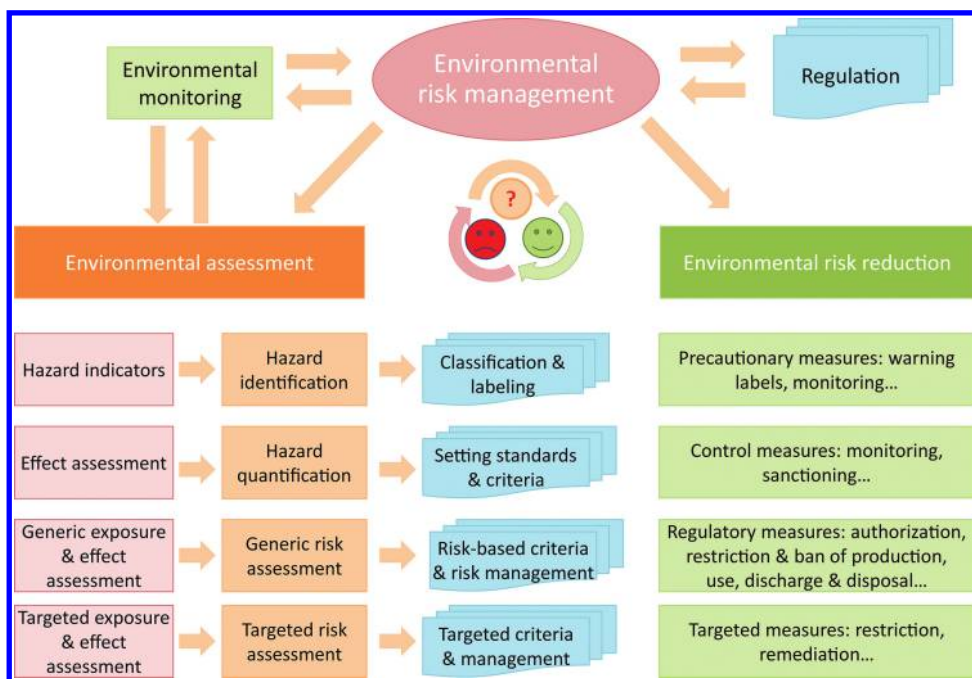 Environmental
monitoring
Environmental
risk management
Regulation
?
Environmental assessment
Environmental risk reduction
Hazard indicators
Hazard
identification
Classification &
labeling
Precautionary measures: warning
labels, monitoring...
Effect assessment
Hazard
quantification
Setting standards
& criteria
Control measures: monitoring,
sanctioning...
Generic exposure
& effect
assessment
Generic risk
assessment
Risk-based criteria
& risk management
Regulatory measures: authorization,
restriction & ban of production,
use, discharge & disposal...
Targeted exposure
& effect
assessment
Targeted risk
assessment
Targeted criteria
& management
Targeted measures: restriction,
remediation...